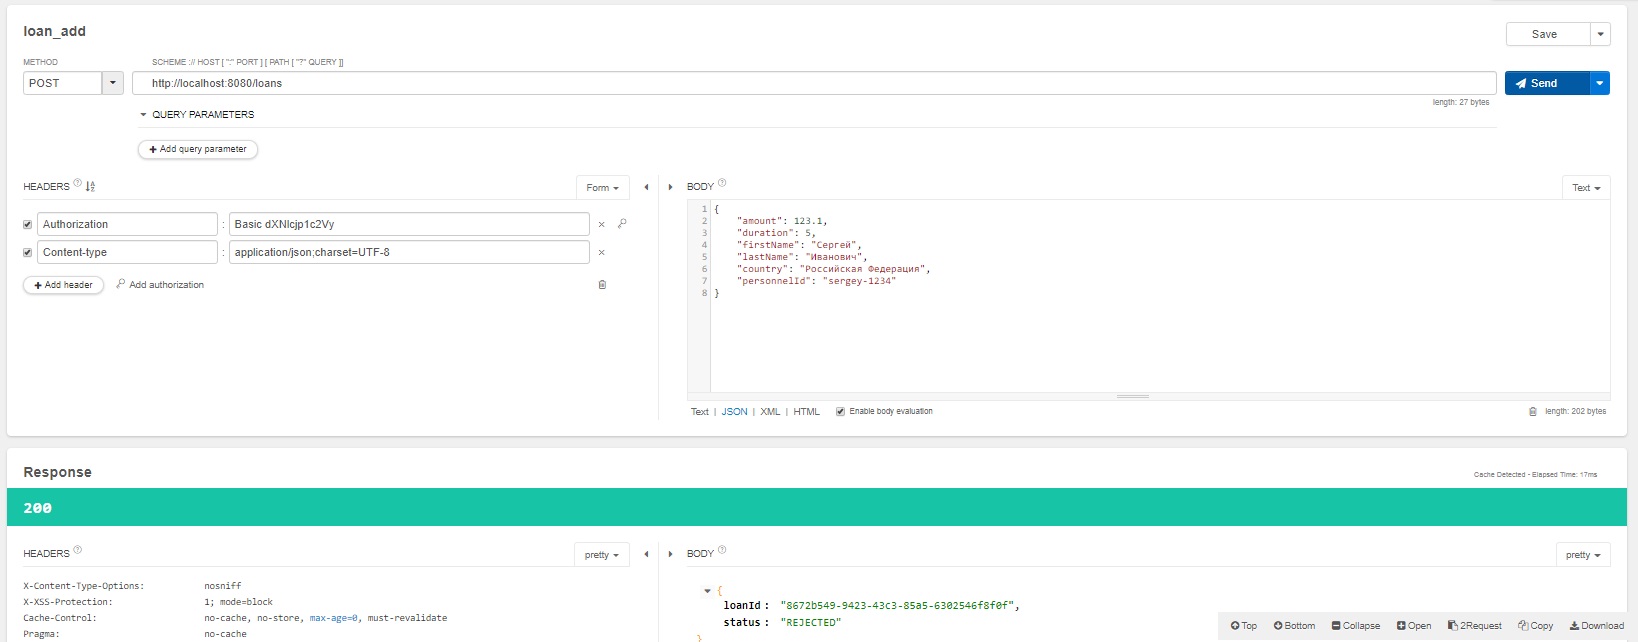 loan_add
Save
METHOD
SCHEME :// HOST [ ":" PORT ] [ PATH [ "?" QUERY ]]
POST
http://localhost:8080/loans
Send
length: 27 bytes
QUERY PARAMETERS
+ Add query parameter
HEADERS ?
Form
BODY ?
Text
Authorization : Basic dXNlcjp1c2Vy
Content-type : application/json;charset=UTF-8
+ Add header
Add authorization
1 {
2 "amount": 123.1,
3 "duration": 5,
4 "firstName": "Сергей",
5 "lastName": "Иванович",
6 "country": "Российская Федерация",
7 "personnelId": "sergey-1234"
8 }
Text | JSON | XML | HTML
Enable body evaluation
length: 202 bytes
Response
Cache Detected - Elapsed Time: 17ms
200
HEADERS ?
pretty
BODY ?
pretty
X-Content-Type-Options: nosniff
X-XSS-Protection: 1; mode=block
Cache-Control: no-cache, no-store, max-age=0, must-revalidate
Pragma: no-cache
{
loanId : "8672b549-9423-43c3-85a5-6302546f8f0f",
status : "REJECTED"
}
Top
Bottom
Collapse
Open
2Request
Copy
Download